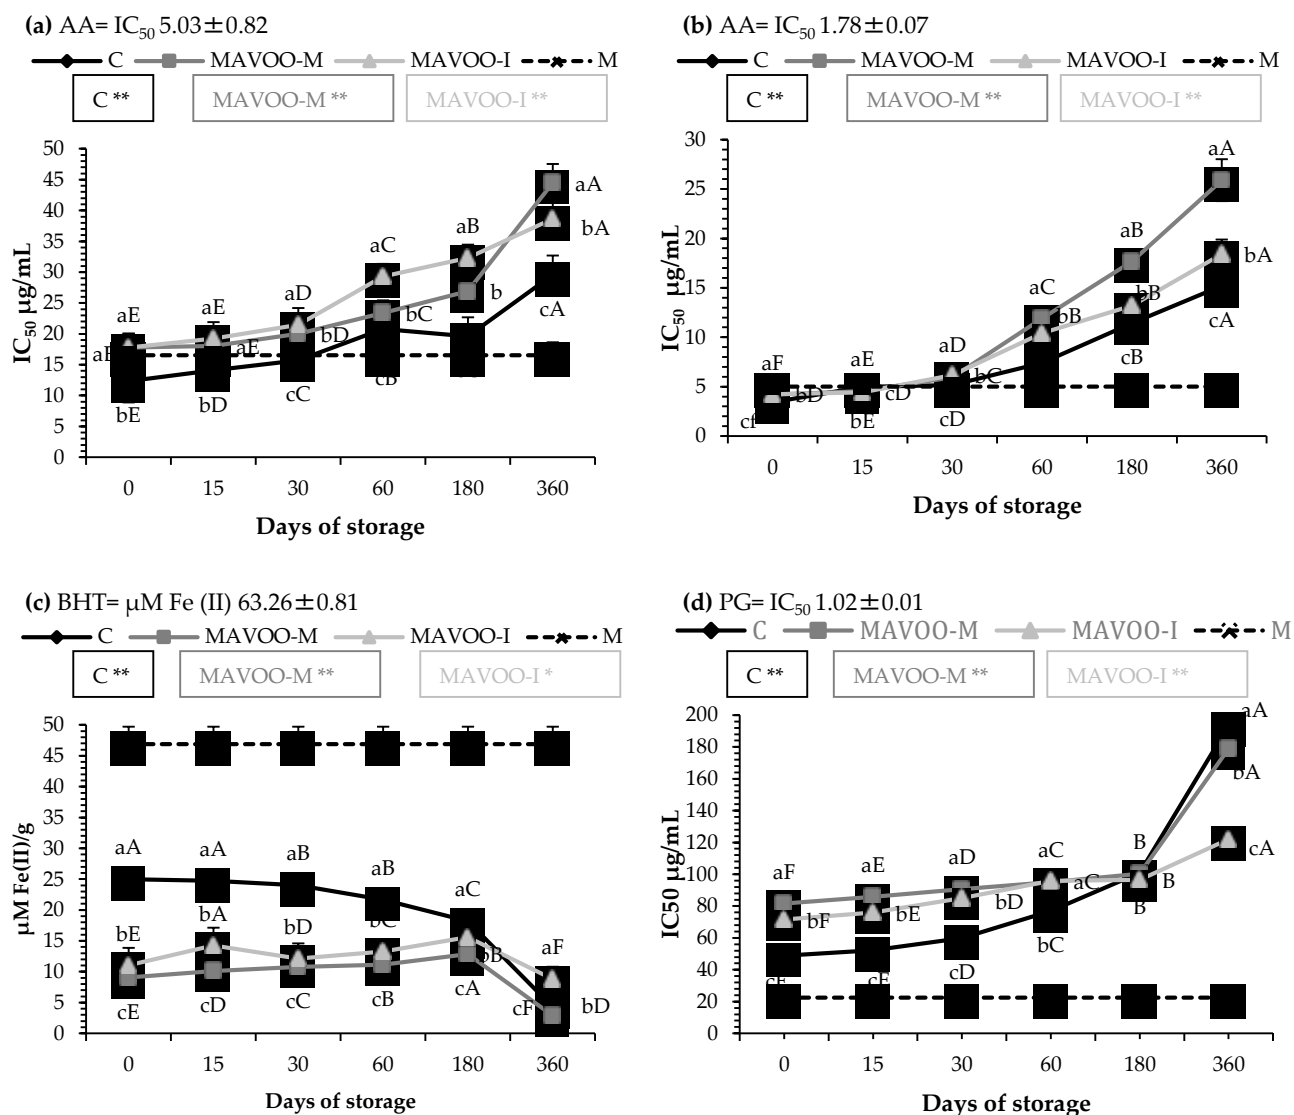 (a) AA= IC50 5.03±0.82
C MAVOO-M MAVOO-I M
C ** MAVOO-M ** MAVOO-I **
IC50 µg/mL
50
45
40
35
30
25
20
15
10
5
0
aE aE aD aC aB aA
bA
b
bC
bD
aE
cA
cB
cC
bE bD
0 15 30 60 180 360
Days of storage
(b) AA= IC50 1.78±0.07
C MAVOO-M MAVOO-I M
C ** MAVOO-M ** MAVOO-I **
IC50 µg/mL
30
25
20
15
10
5
0
aF aE aD aC aB aA
bA
bB
bB
bC
bD cD
cf bE cD cB cA
0 15 30 60 180 360
Days of storage
(c) BHT= µM Fe (II) 63.26±0.81
C MAVOO-M MAVOO-I M
C ** MAVOO-M ** MAVOO-I *
µM Fe(II)/g
50
45
40
35
30
25
20
15
10
5
0
aA aA aB aB aC aF
bE bA bD bC bB bD
cE cD cC cB cA cF
0 15 30 60 180 360
Days of storage
(d) PG= IC50 1.02±0.01
C MAVOO-M MAVOO-I M
C ** MAVOO-M ** MAVOO-I **
IC50 µg/mL
200
180
160
140
120
100
80
60
40
20
0
aF aE aD aC B aA
bF bE bD aC B bA
cD bC B cA
0 15 30 60 180 360
Days of storage